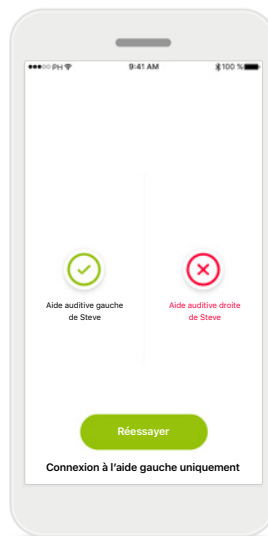 PH 9:41 AM 100 %
Aide auditive gauche
de Steve
Aide auditive droite
de Steve
Réessayer
Connexion à l'aide gauche uniquement